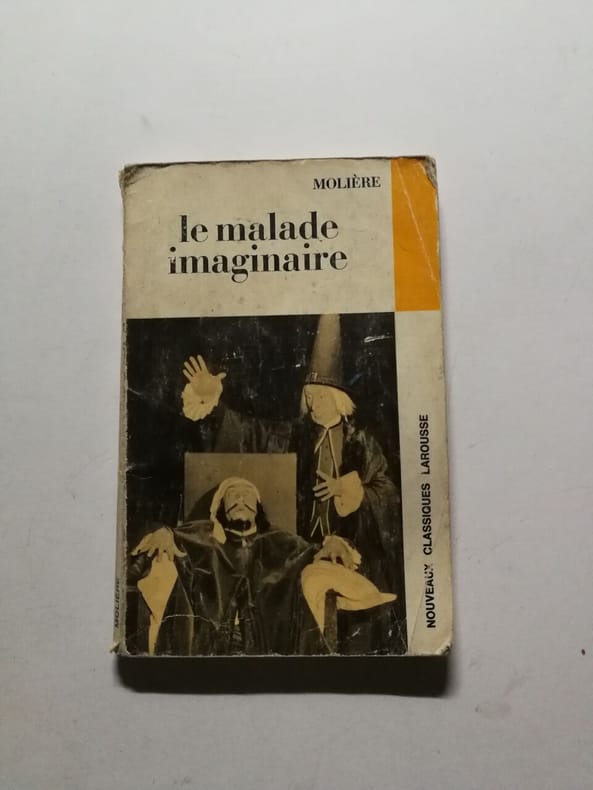 MOLIÈRE
le malade
imaginaire
NOUVEAUX CLASSIQUES LAROUSSE
MOLIÈRE